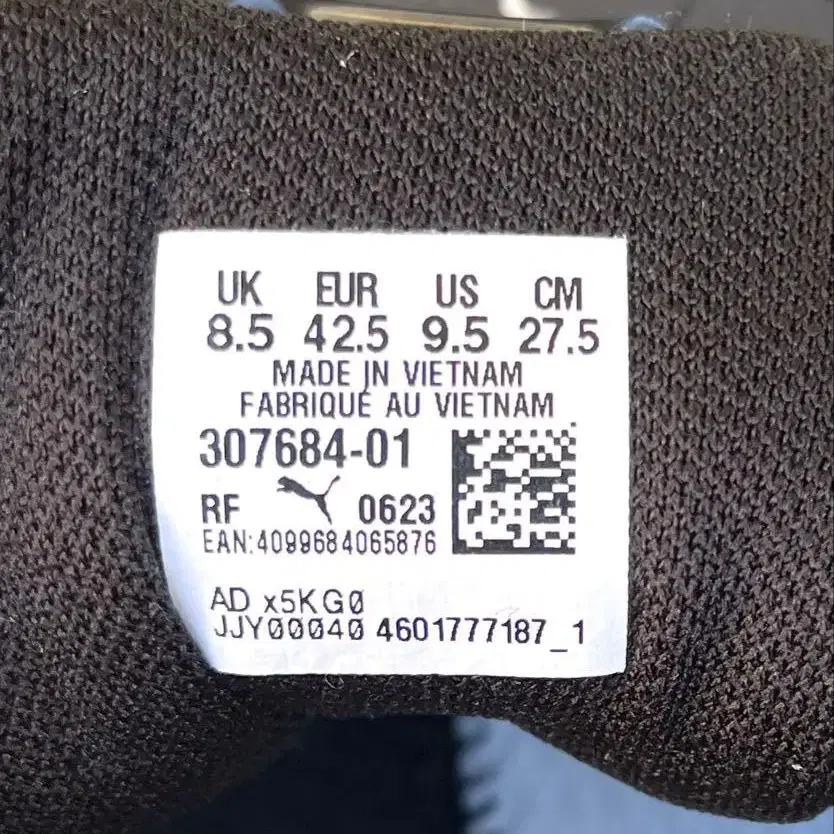 UK EUR US CM
8.5 42.5 9.5 27.5
MADE IN VIETNAM
FABRIQUÉ AU VIETNAM
307684-01
RF 0623
EAN:4099684065876
AD x5KG0
JJY00040 4601777187_1